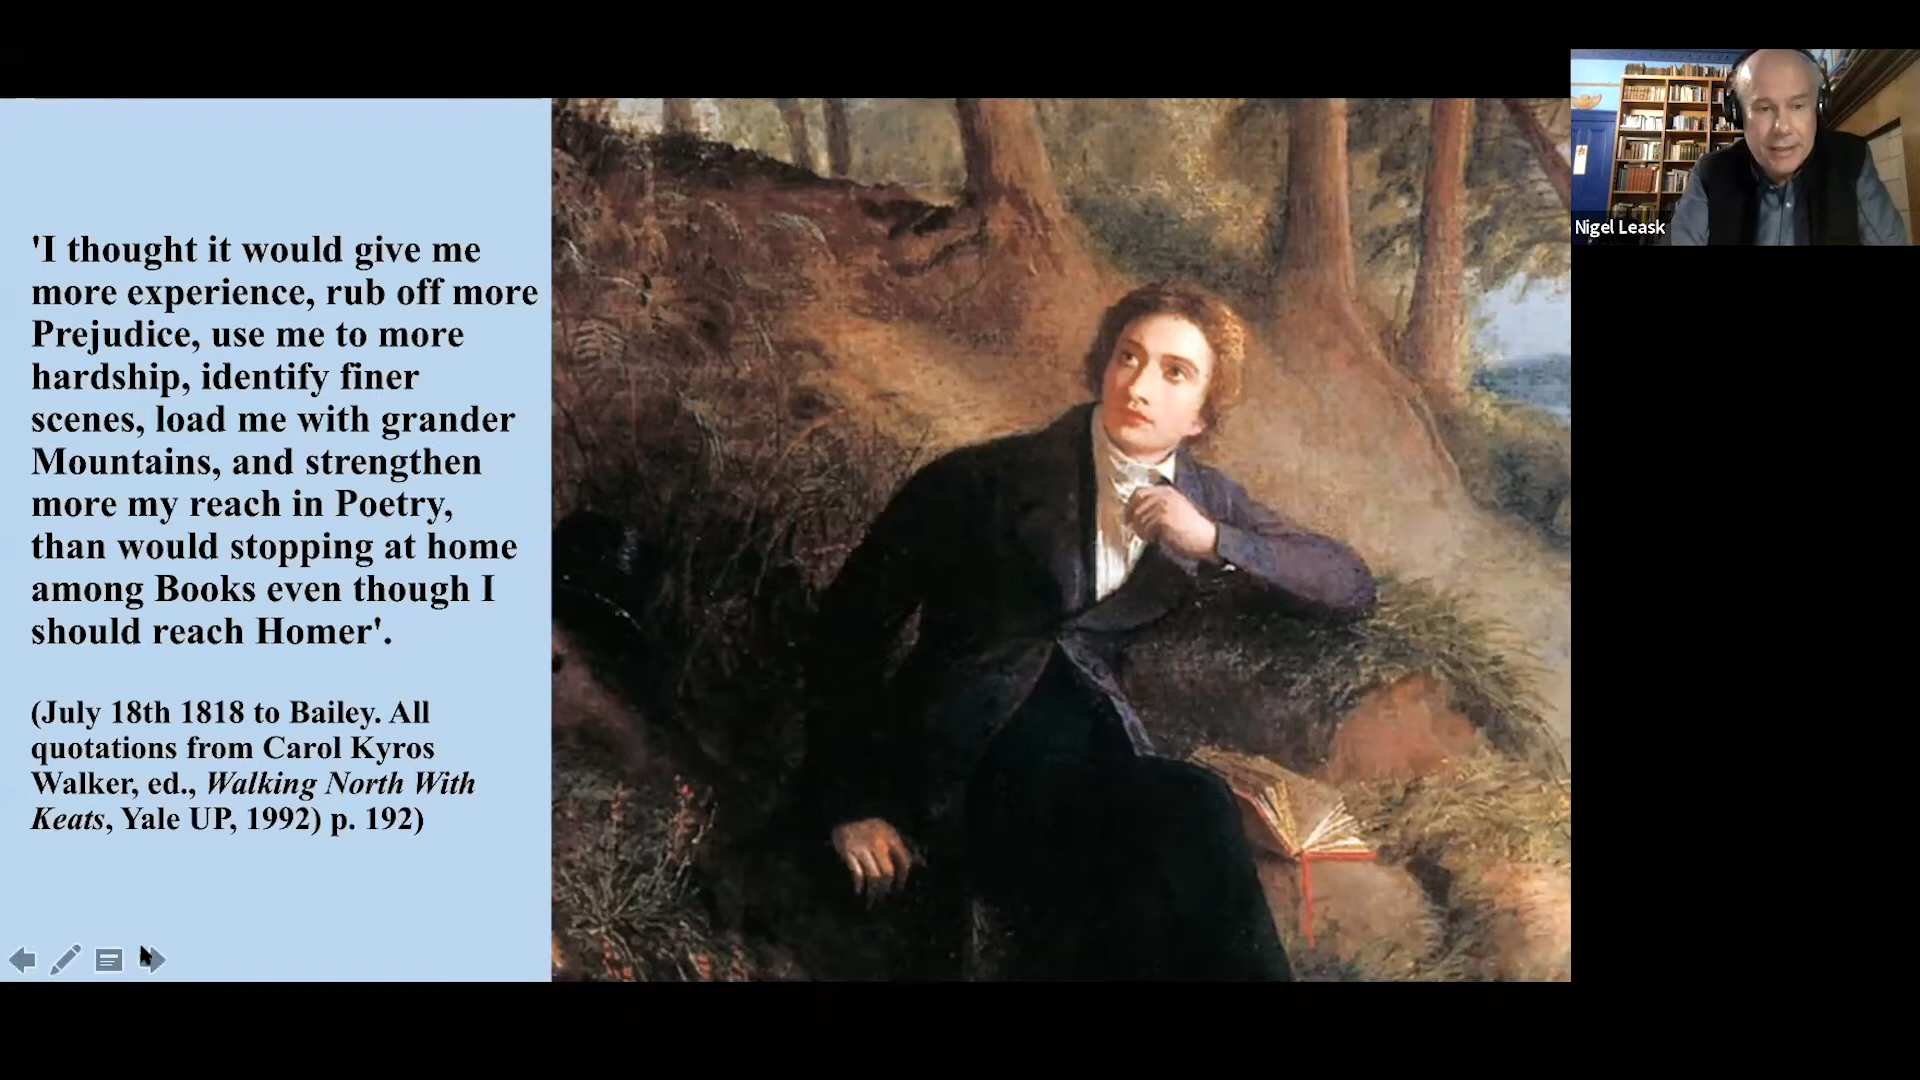 'I thought it would give me
more experience, rub off more
Prejudice, use me to more
hardship, identify finer
scenes, load me with grander
Mountains, and strengthen
more my reach in Poetry,
than would stopping at home
among Books even though I
should reach Homer'.
(July 18th 1818 to Bailey. All
quotations from Carol Kyros
Walker, ed., Walking North With
Keats, Yale UP, 1992) p. 192)
Nigel Leask